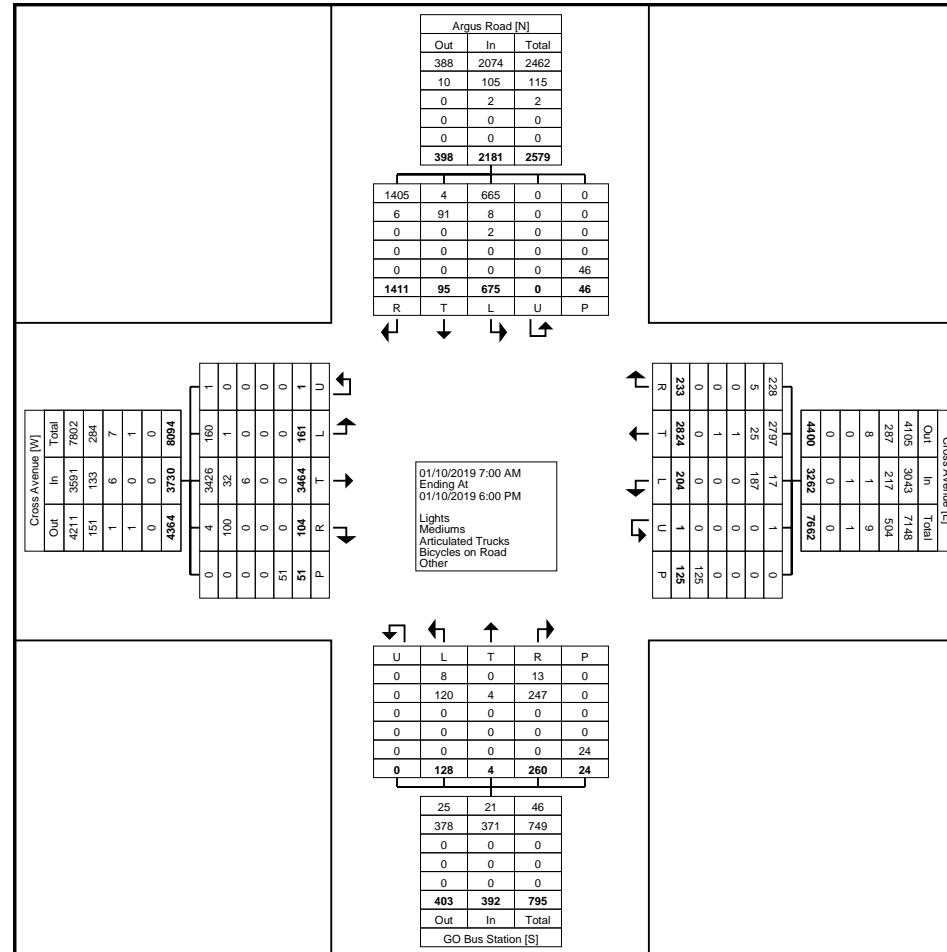 Argus Road [N]
Out In Total
388 2074 2462
10 105 115
0 2 2
0 0 0
0 0 0
398 2181 2579
1405 4 665 0 0
6 91 8 0 0
0 0 2 0 0
0 0 0 0 0
0 0 0 0 46
1411 95 675 0 46
R T L U P
Cross Avenue [W]
Out In Total
4211 3591 7802
151 133 284
1 6 7
1 0 1
0 0 0
4364 3730 8094
0 4 3426 160 1
0 100 32 1 0
0 0 6 0 0
0 0 0 0 0
51 0 0 0 0
51 104 3464 161 1
P R T L U
01/10/2019 7:00 AM
Ending At
01/10/2019 6:00 PM
Lights
Mediums
Articulated Trucks
Bicycles on Road
Other
Cross Avenue [E]
Out In Total
4105 3043 7148
287 217 504
8 1 9
0 1 1
0 0 0
4400 3262 7662
228 2797 17 1 0
5 25 187 0 0
0 1 0 0 0
0 1 0 0 0
0 0 0 0 125
233 2824 204 1 125
R T L U P
U L T R P
0 8 0 13 0
0 120 4 247 0
0 0 0 0 0
0 0 0 0 0
0 0 0 0 24
0 128 4 260 24
25 21 46
378 371 749
0 0 0
0 0 0
0 0 0
403 392 795
Out In Total
GO Bus Station [S]